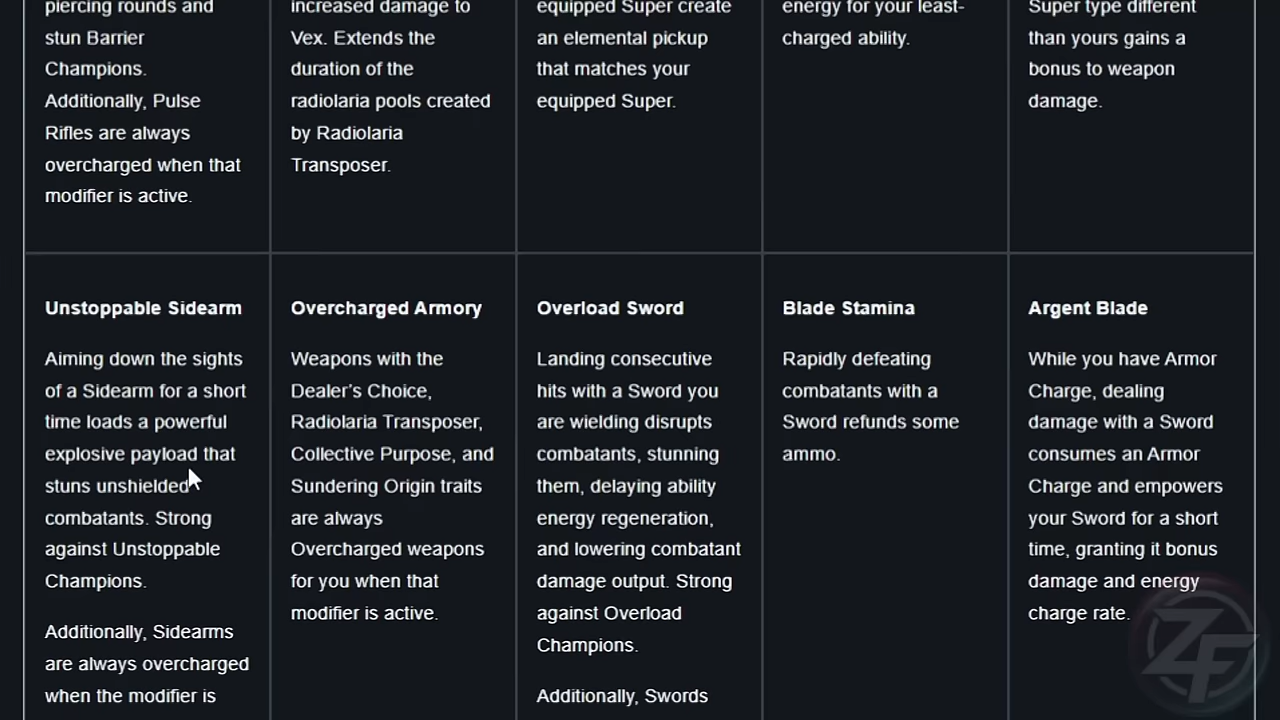 piercing rounds and
stun Barrier
Champions.
Additionally, Pulse
Rifles are always
overcharged when that
modifier is active.
increased damage to
Vex. Extends the
duration of the
radiolaria pools created
by Radiolaria
Transposer.
equipped Super create
an elemental pickup
that matches your
equipped Super.
energy for your least-
charged ability.
Super type different
than yours gains a
bonus to weapon
damage.
Unstoppable Sidearm
Aiming down the sights
of a Sidearm for a short
time loads a powerful
explosive payload that
stuns unshielded
combatants. Strong
against Unstoppable
Champions.
Additionally, Sidearms
are always overcharged
when the modifier is
Overcharged Armory
Weapons with the
Dealer's Choice,
Radiolaria Transposer,
Collective Purpose, and
Sundering Origin traits
are always
Overcharged weapons
for you when that
modifier is active.
Overload Sword
Landing consecutive
hits with a Sword you
are wielding disrupts
combatants, stunning
them, delaying ability
energy regeneration,
and lowering combatant
damage output. Strong
against Overload
Champions.
Additionally, Swords
Blade Stamina
Rapidly defeating
combatants with a
Sword refunds some
ammo.
Argent Blade
While you have Armor
Charge, dealing
damage with a Sword
consumes an Armor
Charge and empowers
your Sword for a short
time, granting it bonus
damage and energy
charge rate.
ZF